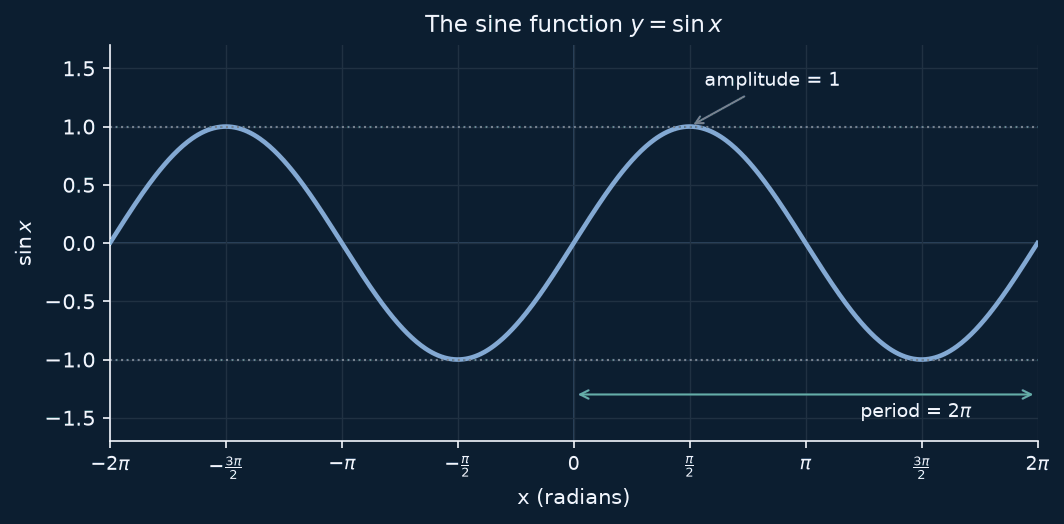 The sine function y = sin x
amplitude = 1
1.5
1.0
0.5
0.0
−0.5
−1.0
−1.5
sin x
period = 2π
−2π
−3π/2
−π
−π/2
0
π/2
π
3π/2
2π
x (radians)